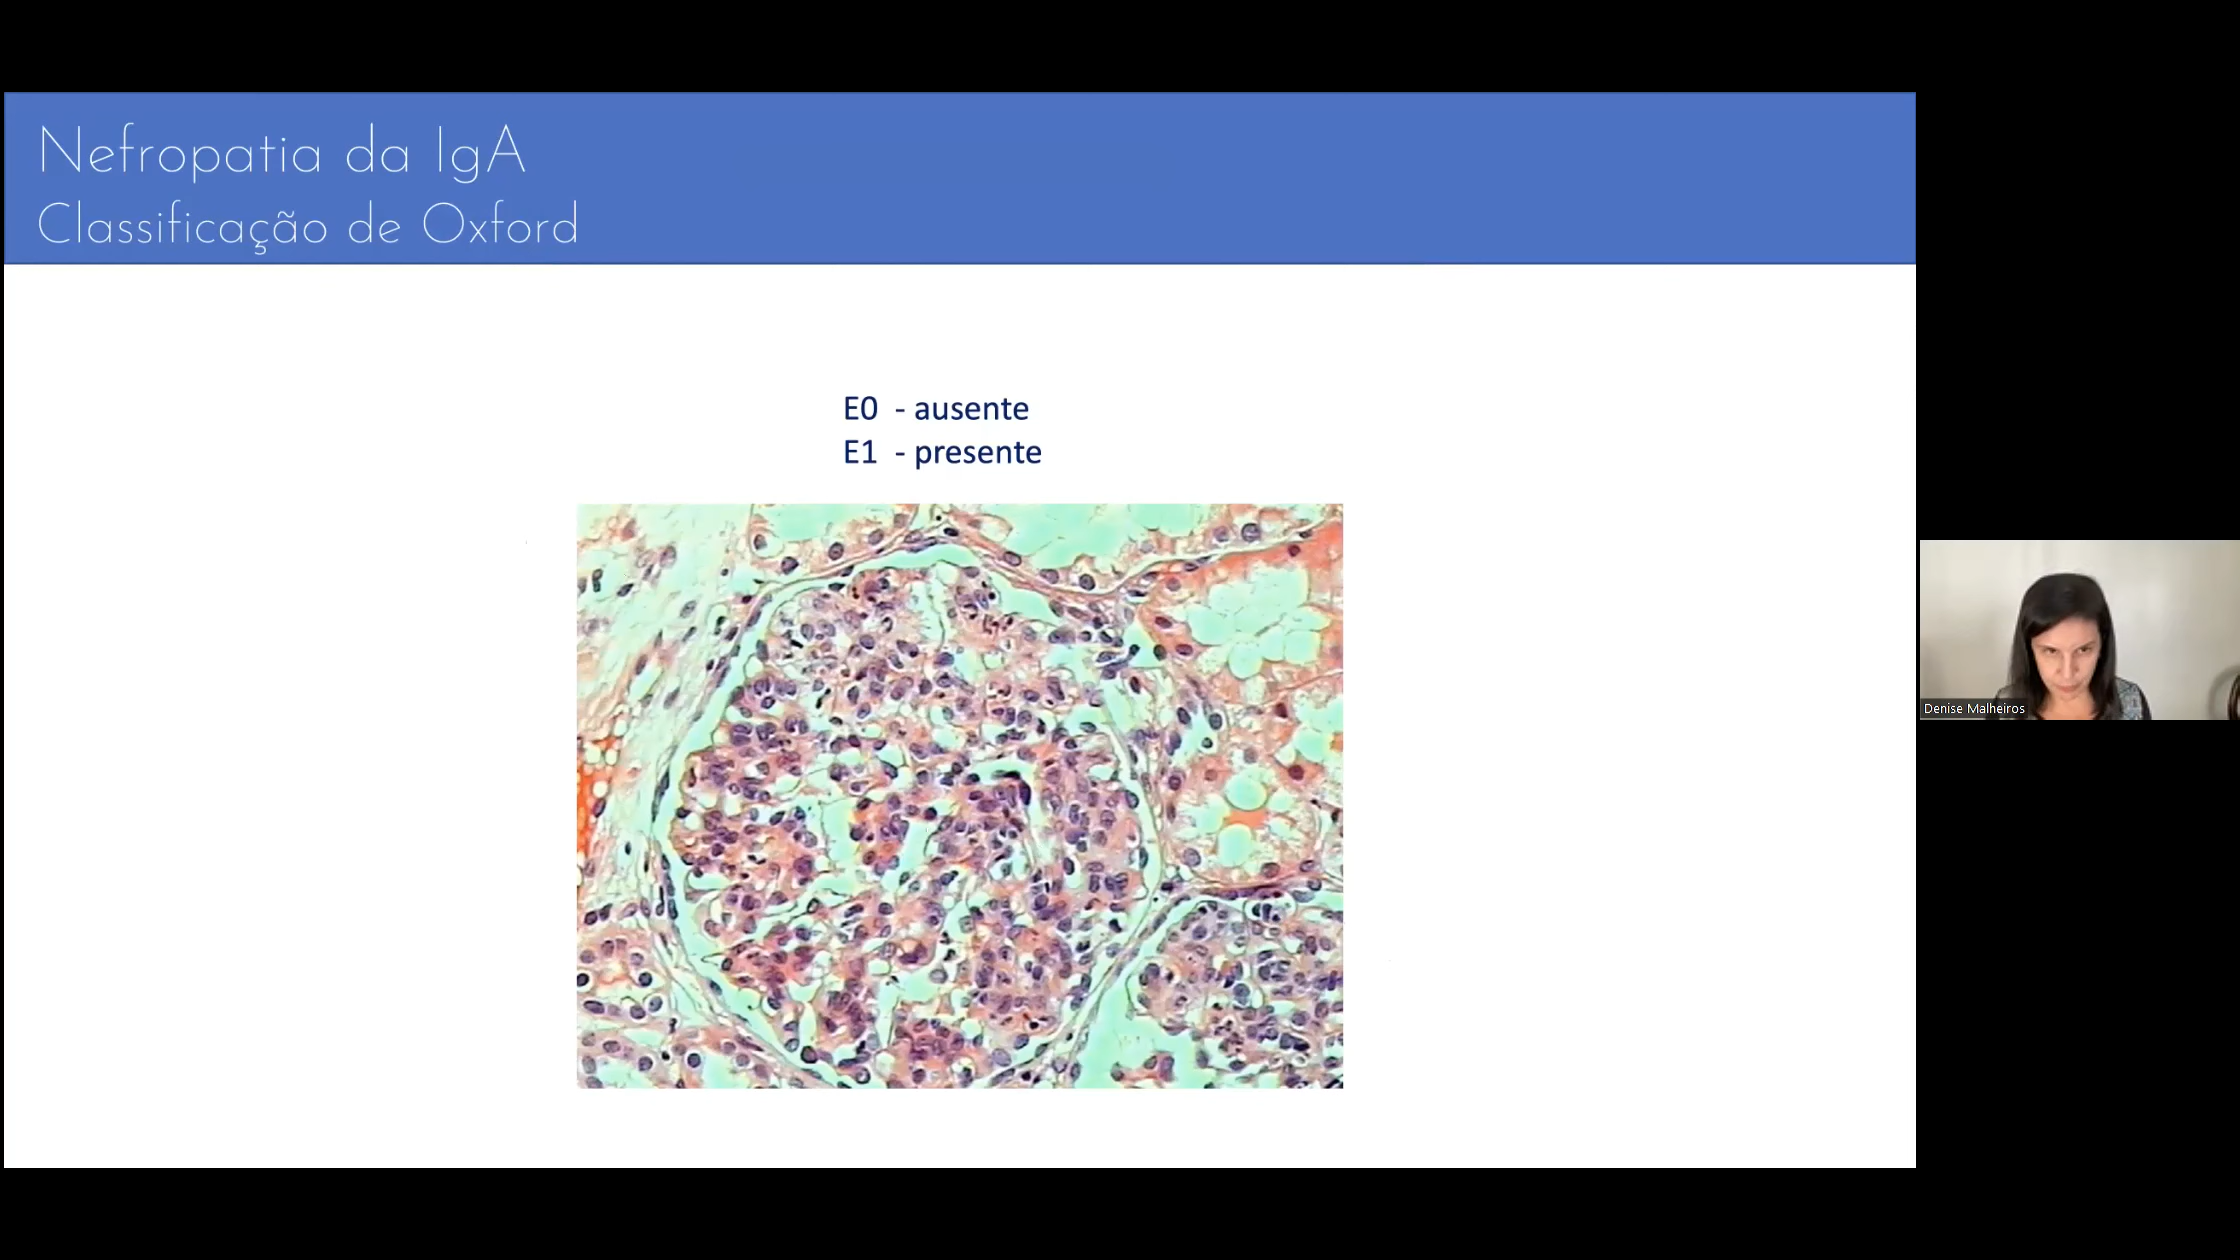 Nefropatia da IgA
Classificação de Oxford
E0 - ausente
E1 - presente
Denise Malheiros